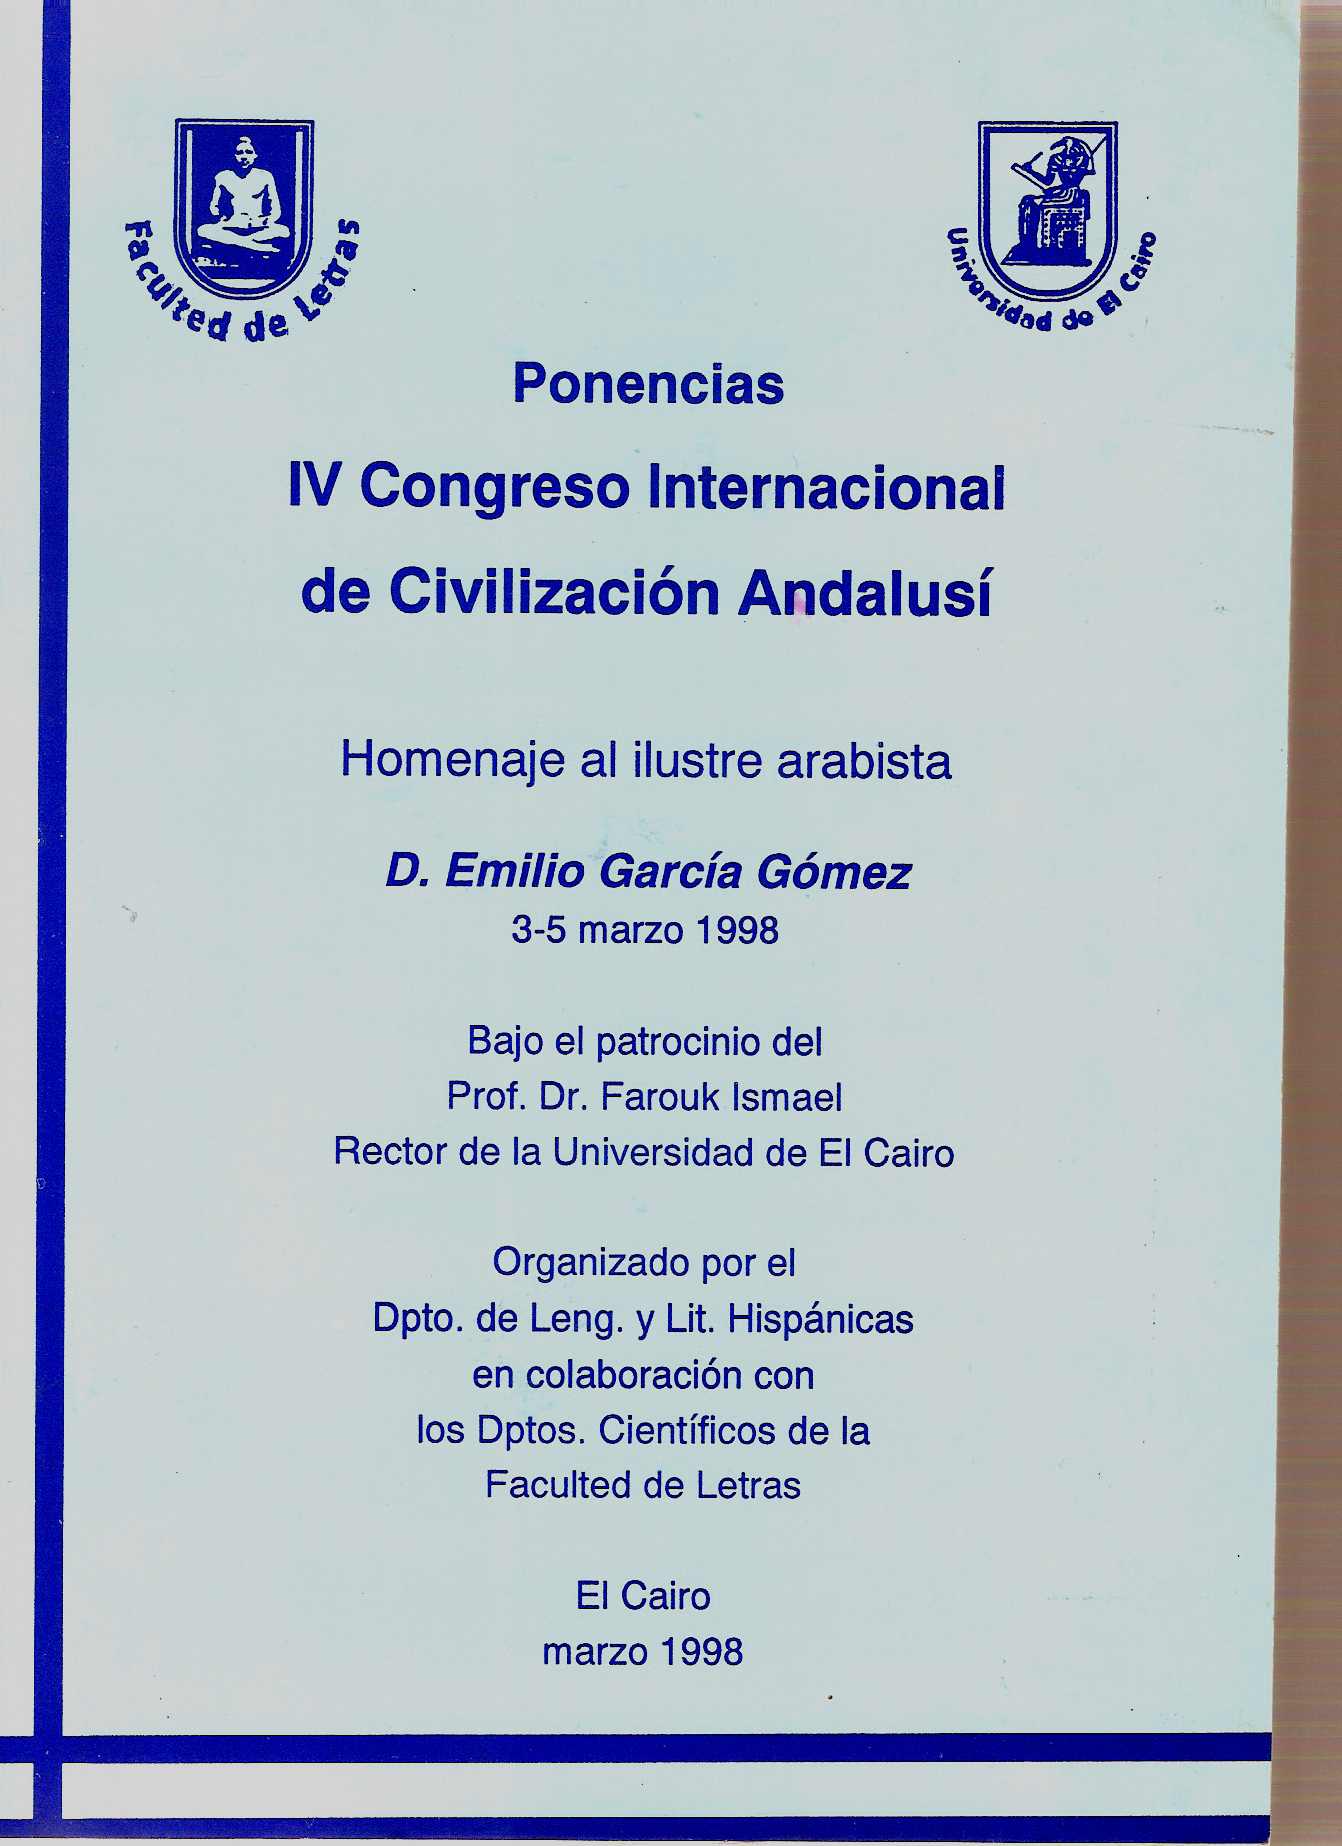 Faculted de Letras
Universidad de El Cairo
Ponencias
IV Congreso Internacional
de Civilización Andalusí
Homenaje al ilustre arabista
D. Emilio García Gómez
3-5 marzo 1998
Bajo el patrocinio del
Prof. Dr. Farouk Ismael
Rector de la Universidad de El Cairo
Organizado por el
Dpto. de Leng. y Lit. Hispánicas
en colaboración con
los Dptos. Científicos de la
Faculted de Letras
El Cairo
marzo 1998